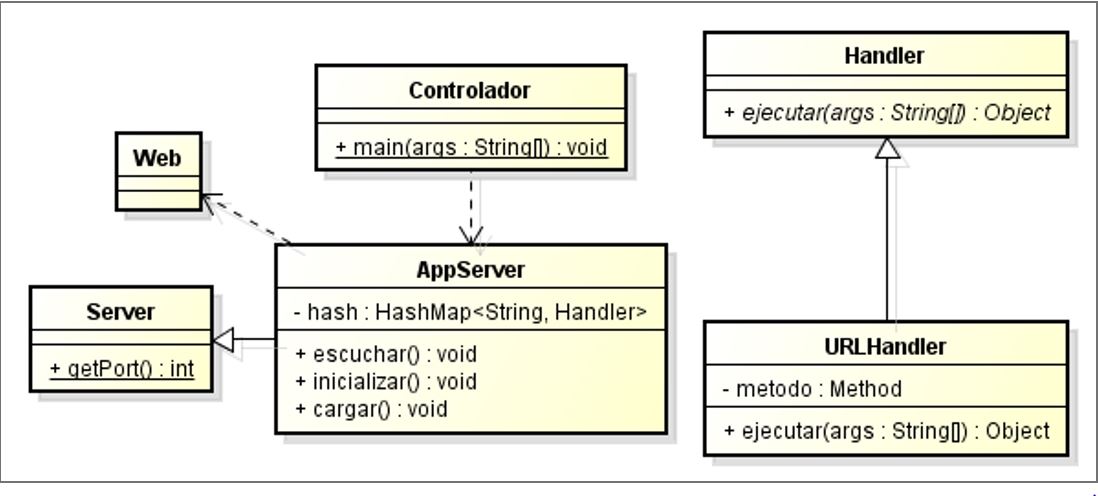 Handler
+ ejecutar(args : String[]) : Object
Controlador
+ main(args : String[]) : void
Web
AppServer
- hash : HashMap<String, Handler>
+ escuchar() : void
+ inicializar() : void
+ cargar() : void
Server
+ getPort() : int
URLHandler
- metodo : Method
+ ejecutar(args : String[]) : Object